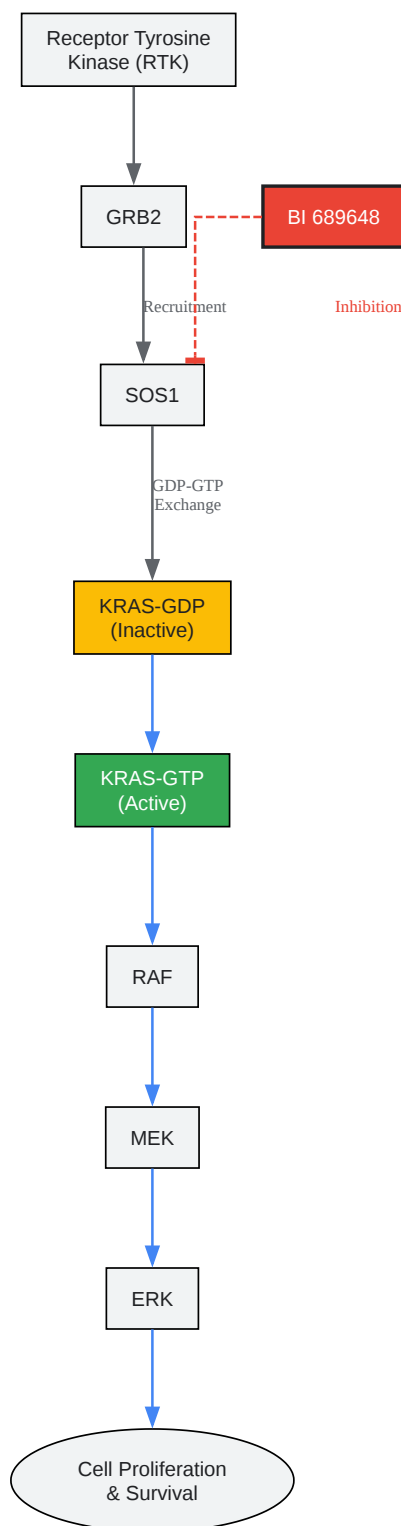 Receptor Tyrosine
Kinase (RTK)
GRB2
BI 689648
Recruitment
Inhibition
SOS1
GDP-GTP
Exchange
KRAS-GDP
(Inactive)
KRAS-GTP
(Active)
RAF
MEK
ERK
Cell Proliferation
& Survival